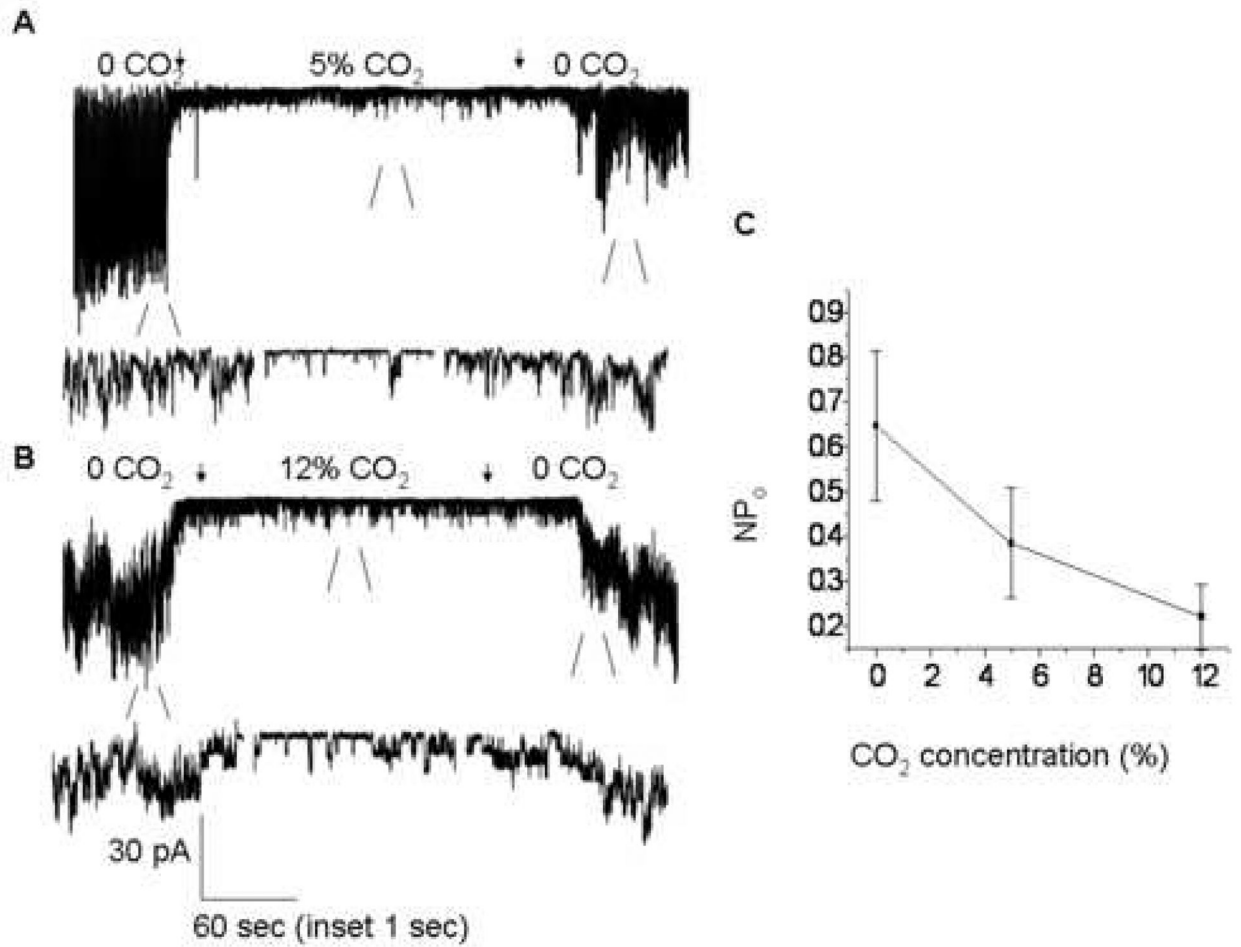 A
0 CO₂ 5% CO₂ 0 CO₂
B
0 CO₂ 12% CO₂ 0 CO₂
30 pA
60 sec (inset 1 sec)
C
0.9
0.8
0.7
0.6
0.5
0.4
0.3
0.2
NPₒ
0 2 4 6 8 10 12
CO₂ concentration (%)